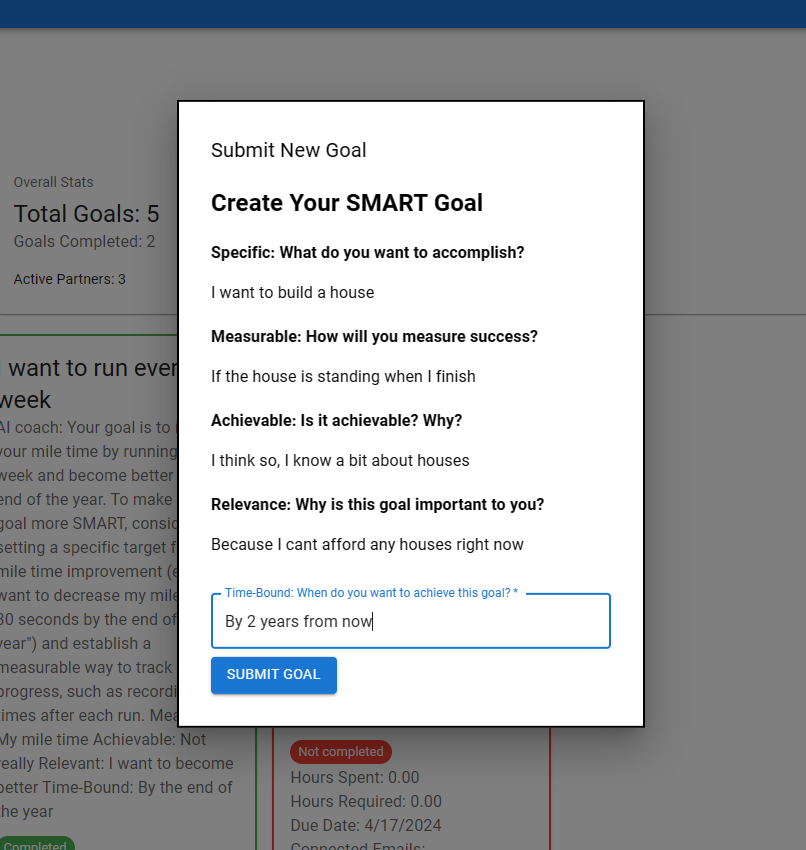 Submit New Goal
Create Your SMART Goal
Specific: What do you want to accomplish?
I want to build a house
Measurable: How will you measure success?
If the house is standing when I finish
Achievable: Is it achievable? Why?
I think so, I know a bit about houses
Relevance: Why is this goal important to you?
Because I cant afford any houses right now
Time-Bound: When do you want to achieve this goal? *
By 2 years from now
SUBMIT GOAL
Overall Stats
Total Goals: 5
Goals Completed: 2
Active Partners: 3
I want to run ever
week
AI coach: Your goal is to
your mile time by running
week and become better
end of the year. To make
goal more SMART, consid
setting a specific target f
mile time improvement (e
want to decrease my mile
30 seconds by the end of
year") and establish a
measurable way to track
progress, such as recordi
times after each run. Mea
My mile time Achievable: Not
really Relevant: I want to become
better Time-Bound: By the end of
the year
Completed
Not completed
Hours Spent: 0.00
Hours Required: 0.00
Due Date: 4/17/2024
Connected Emails: